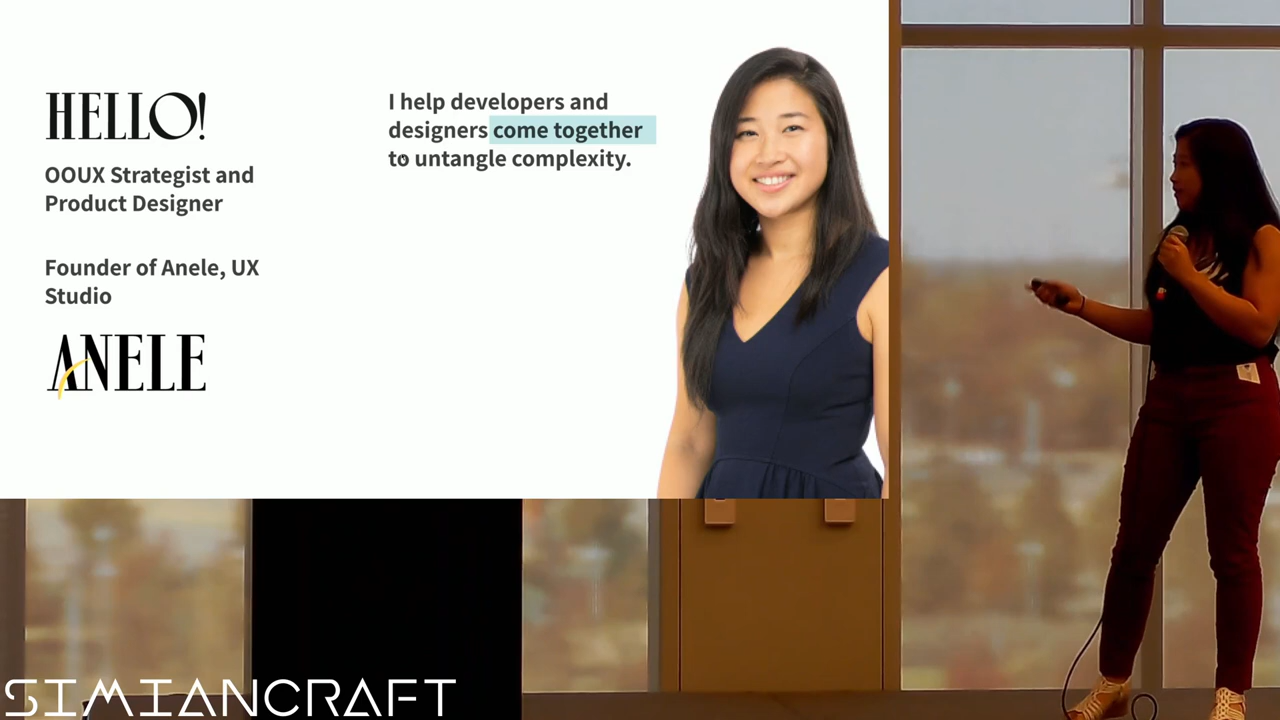 HELLO!
OOUX Strategist and
Product Designer
Founder of Anele, UX
Studio
ANELE
I help developers and
designers come together
to untangle complexity.
SIMIANCRAFT